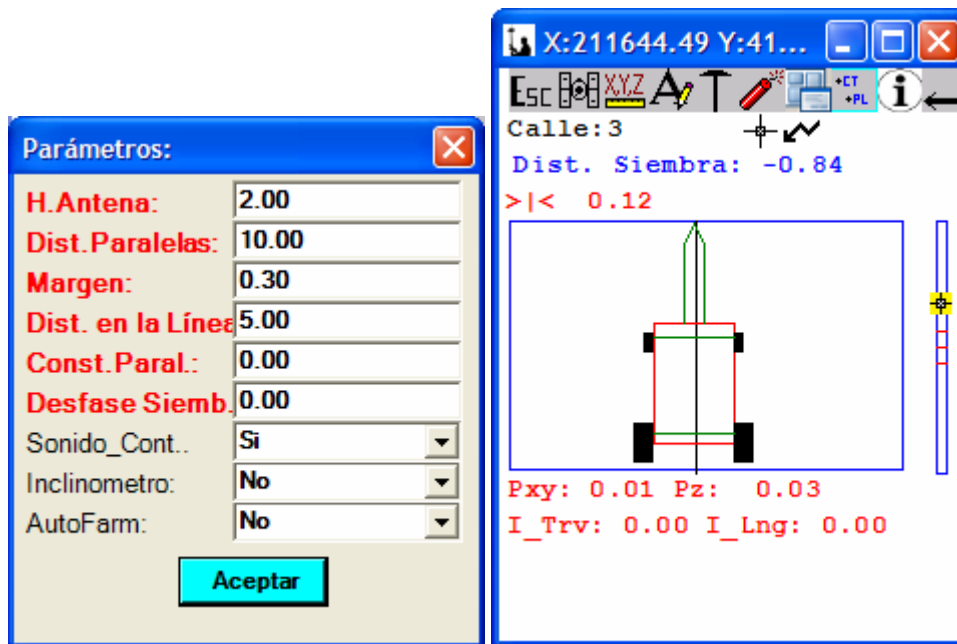 Parámetros:
H.Antena: 2.00
Dist.Paralelas: 10.00
Margen: 0.30
Dist. en la Línea 5.00
Const.Paral.: 0.00
Desfase Siemb. 0.00
Sonido_Cont.. Si
Inclinometro: No
AutoFarm: No
Aceptar
X:211644.49 Y:41...
Esc X,Y,Z A T +CT +PL i
Calle:3
Dist. Siembra: -0.84
>|< 0.12
Pxy: 0.01 Pz: 0.03
I_Trv: 0.00 I_Lng: 0.00